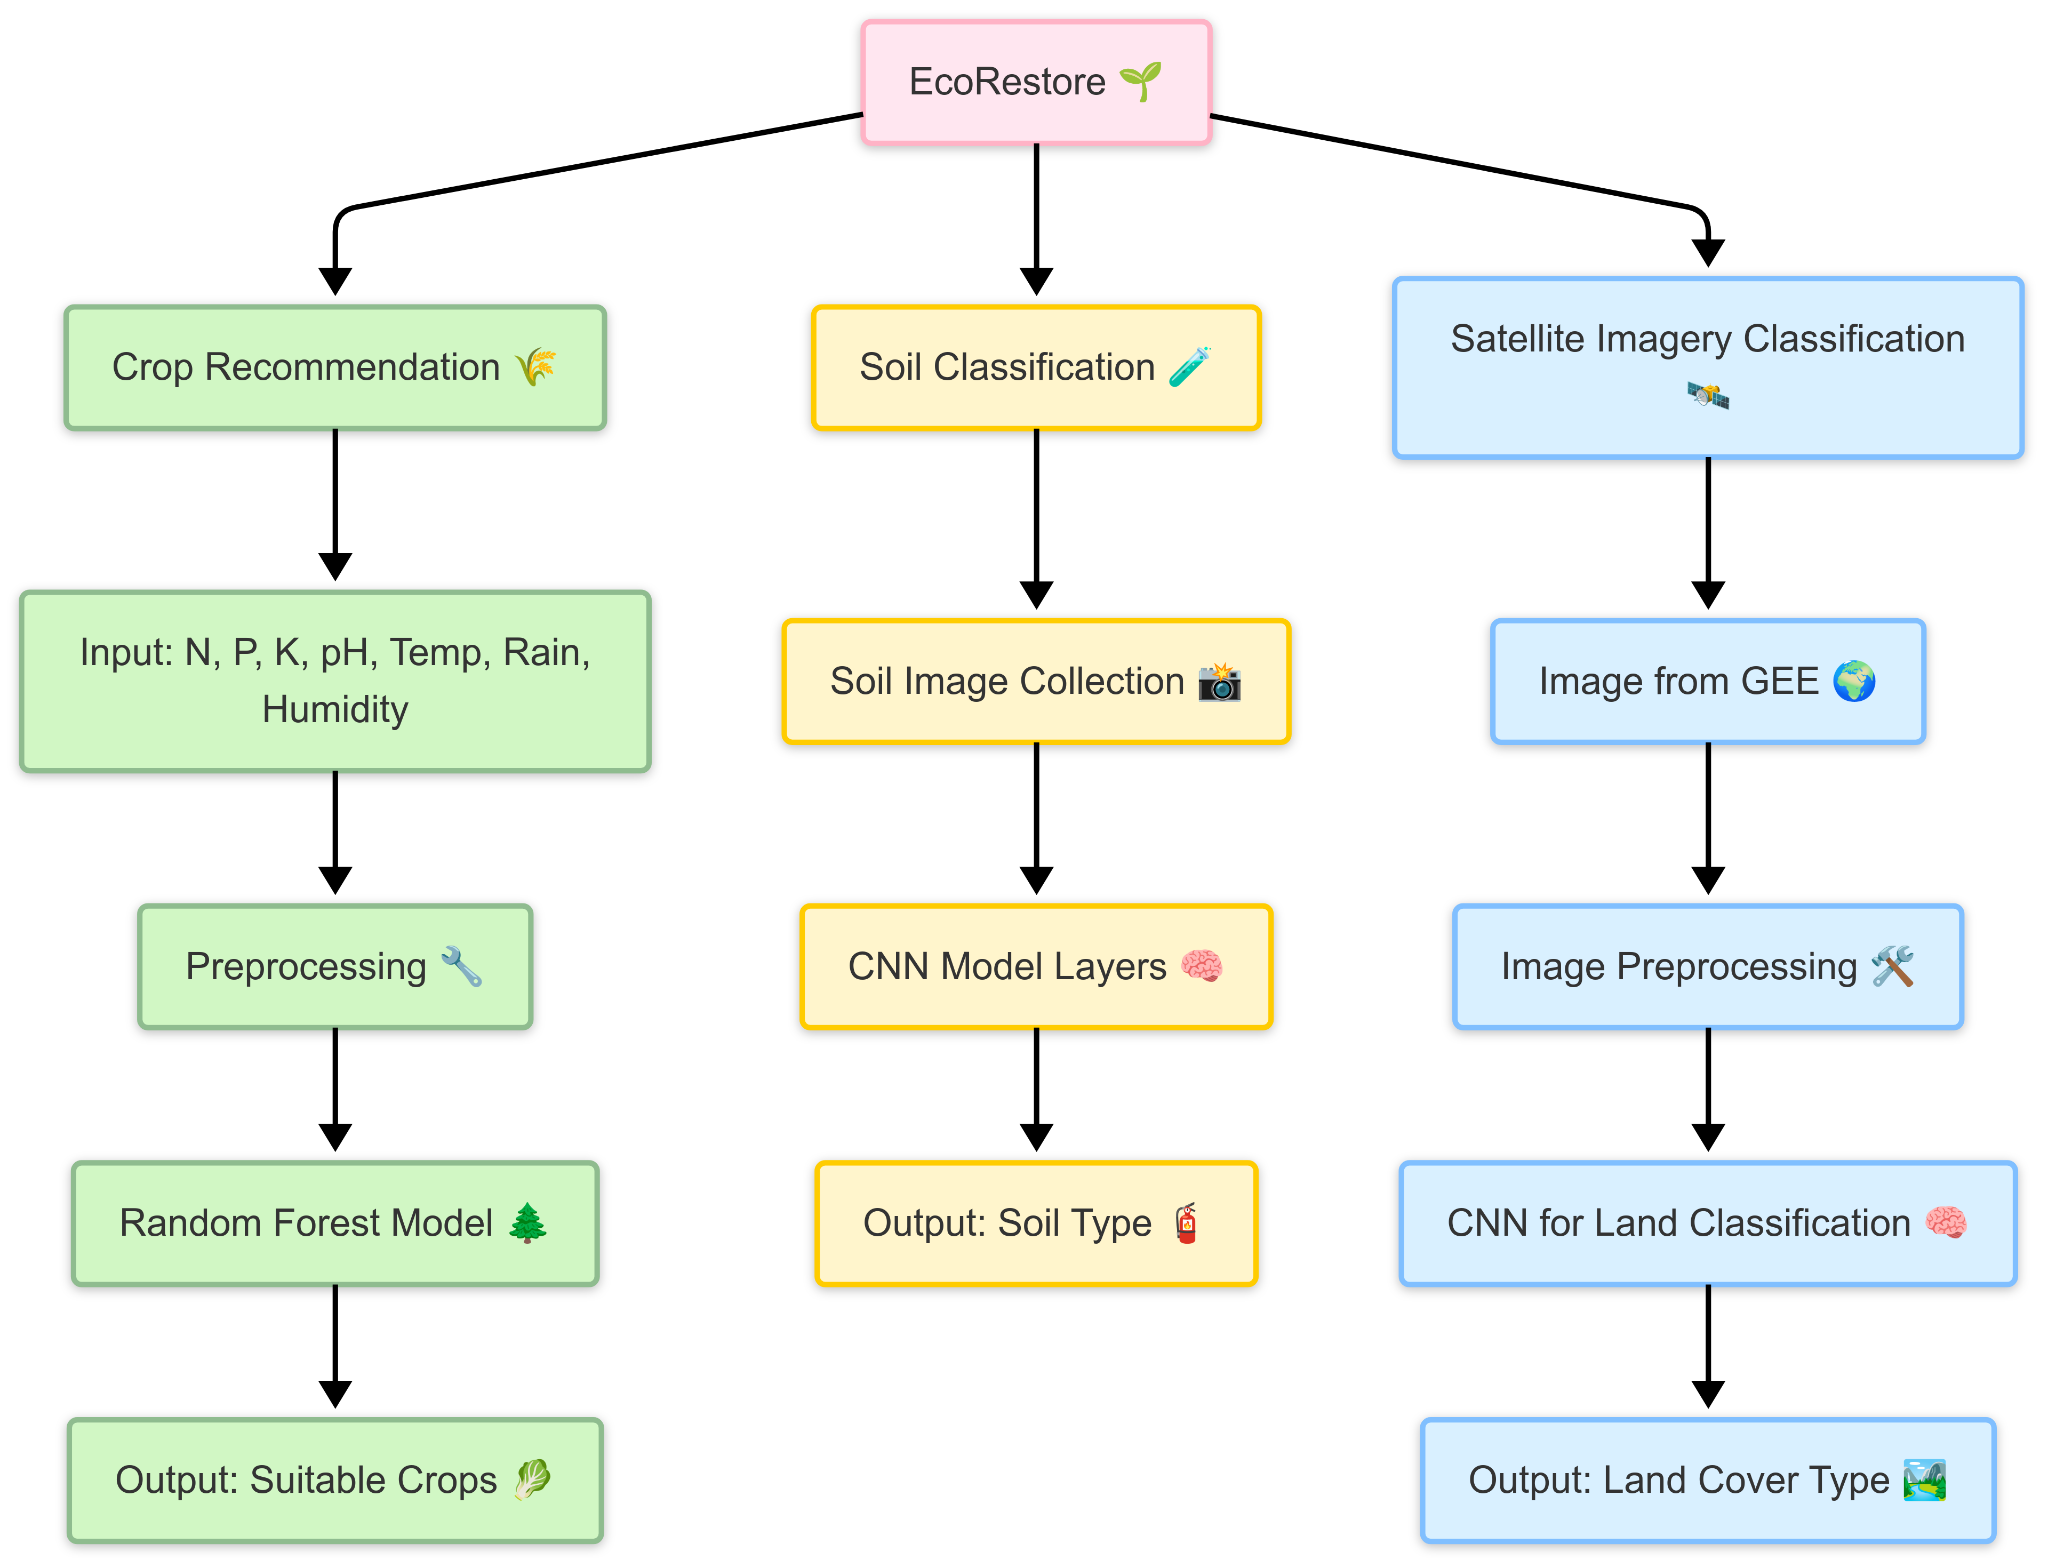 EcoRestore 🌱
Crop Recommendation 🌾
Soil Classification 🧪
Satellite Imagery Classification
🛰️
Input: N, P, K, pH, Temp, Rain,
Humidity
Soil Image Collection 📸
Image from GEE 🌍
Preprocessing 🔧
CNN Model Layers 🧠
Image Preprocessing 🛠️
Random Forest Model 🌲
Output: Soil Type 🧯
CNN for Land Classification 🧠
Output: Suitable Crops 🥬
Output: Land Cover Type 🏞️